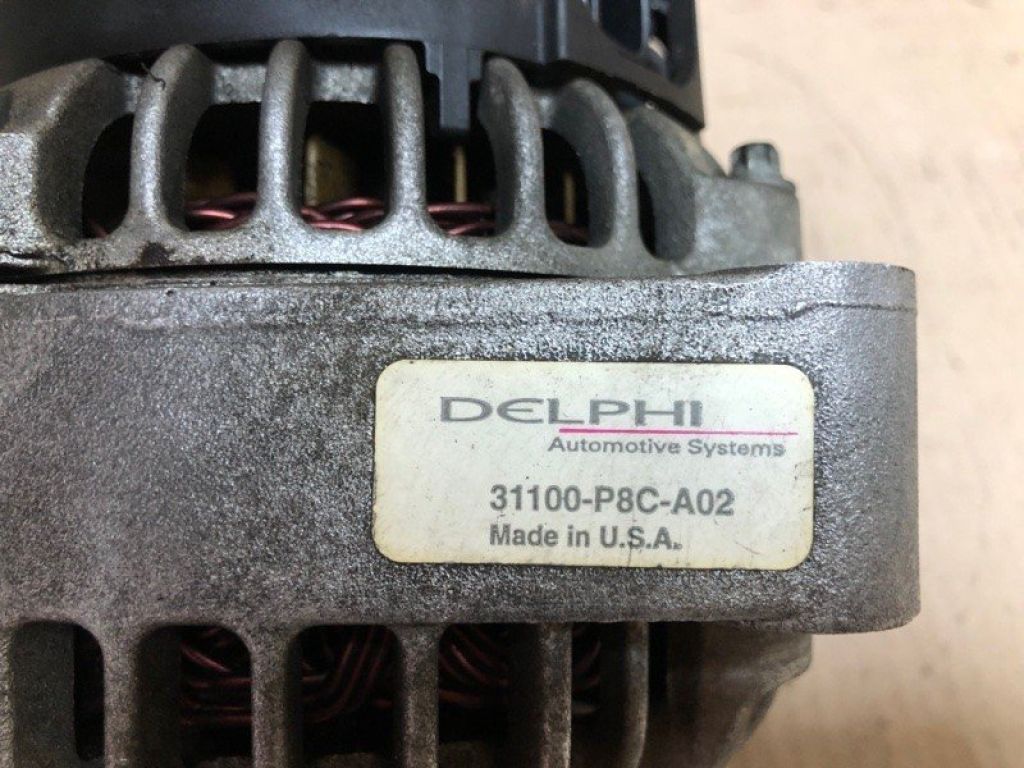 DELPHI
Automotive Systems
31100-P8C-A02
Made in U.S.A.